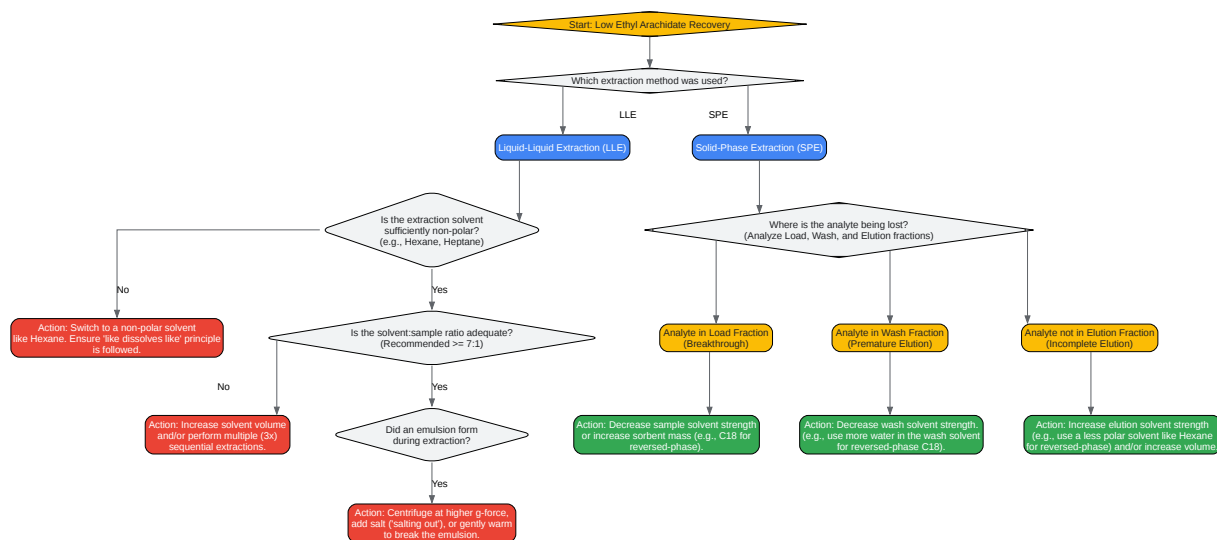 Start: Low Ethyl Arachidate Recovery
Which extraction method was used?
LLE
SPE
Liquid-Liquid Extraction (LLE)
Solid-Phase Extraction (SPE)
Is the extraction solvent
sufficiently non-polar?
(e.g., Hexane, Heptane)
Where is the analyte being lost?
(Analyze Load, Wash, and Elution fractions)
No
Yes
Action: Switch to a non-polar solvent
like Hexane. Ensure 'like dissolves like' principle
is followed.
Is the solvent:sample ratio adequate?
(Recommended >= 7:1)
Analyte in Load Fraction
(Breakthrough)
Analyte in Wash Fraction
(Premature Elution)
Analyte not in Elution Fraction
(Incomplete Elution)
No
Yes
Action: Increase solvent volume
and/or perform multiple (3x)
sequential extractions.
Did an emulsion form
during extraction?
Action: Decrease sample solvent strength
or increase sorbent mass (e.g., C18 for
reversed-phase).
Action: Decrease wash solvent strength.
(e.g., use more water in the wash solvent
for reversed-phase C18).
Action: Increase elution solvent strength
(e.g., use a less polar solvent like Hexane
for reversed-phase) and/or increase volume.
Yes
Action: Centrifuge at higher g-force,
add salt ('salting out'), or gently warm
to break the emulsion.